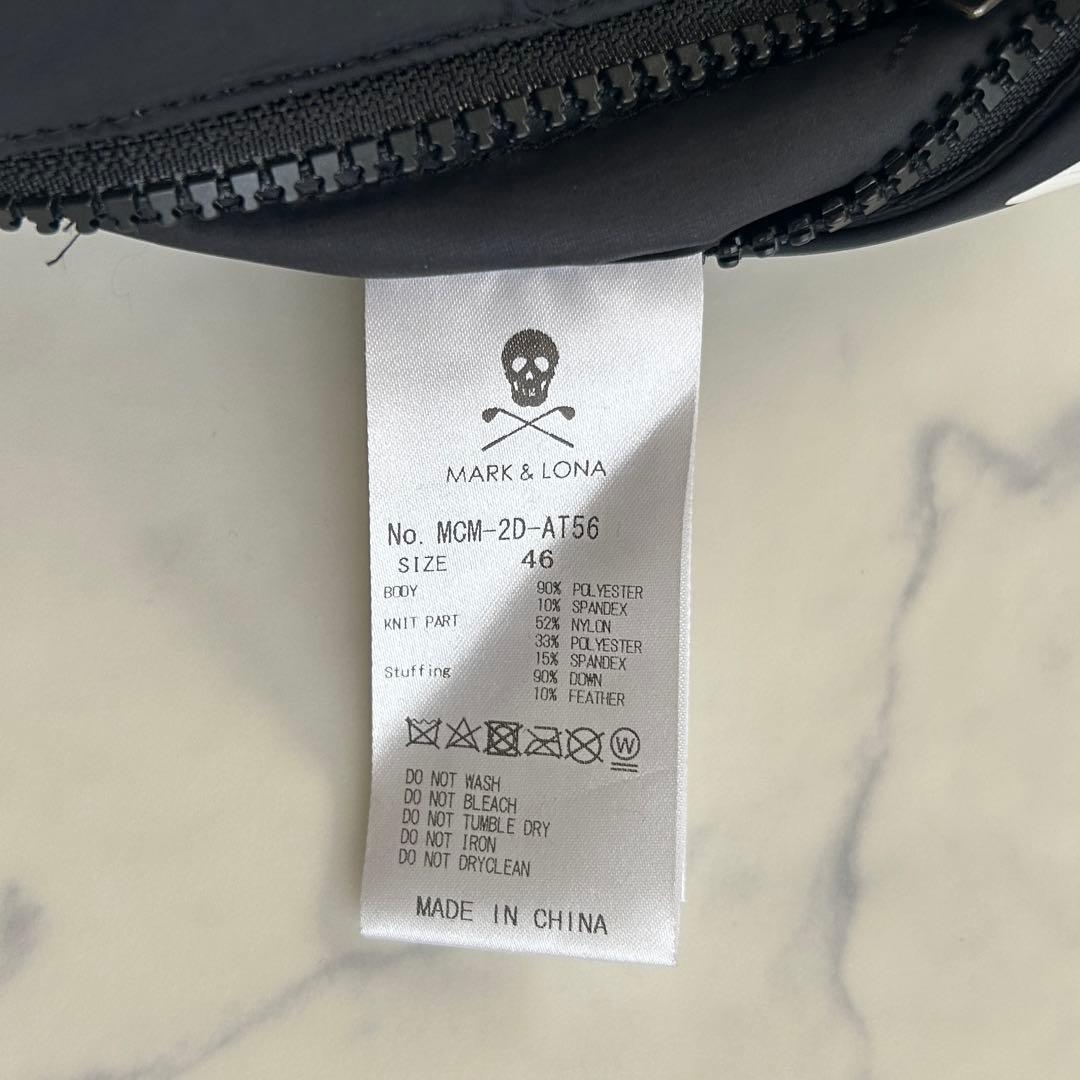 MARK & LONA
No. MCM-2D-AT56
SIZE 46
BODY 90% POLYESTER
10% SPANDEX
KNIT PART 52% NYLON
33% POLYESTER
15% SPANDEX
Stuffing 90% DOWN
10% FEATHER
W
DO NOT WASH
DO NOT BLEACH
DO NOT TUMBLE DRY
DO NOT IRON
DO NOT DRYCLEAN
MADE IN CHINA